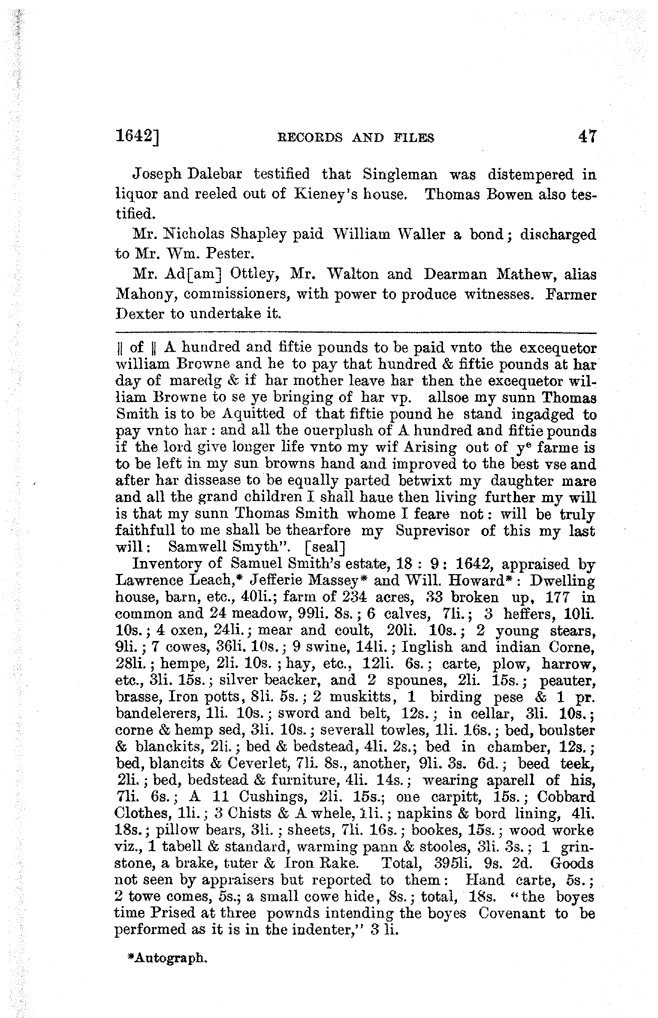 1642] RECORDS AND FILES 47
Joseph Dalebar testified that Singleman was distempered in
liquor and reeled out of Kieney's house. Thomas Bowen also tes-
tified.
Mr. Nicholas Shapley paid William Waller a bond; discharged
to Mr. Wm. Pester.
Mr. Ad[am] Ottley, Mr. Walton and Dearman Mathew, alias
Mahony, commissioners, with power to produce witnesses. Farmer
Dexter to undertake it.
|| of || A hundred and fiftie pounds to be paid vnto the excequetor
william Browne and he to pay that hundred & fiftie pounds at har
day of maredg & if har mother leave har then the excequetor wil-
liam Browne to se ye bringing of har vp. allsoe my sunn Thomas
Smith is to be Aquitted of that fiftie pound he stand ingadged to
pay vnto har : and all the ouerplush of A hundred and fiftie pounds
if the lord give longer life vnto my wif Arising out of yᵉ farme is
to be left in my sun browns hand and improved to the best vse and
after har dissease to be equally parted betwixt my daughter mare
and all the grand children I shall haue then living further my will
is that my sunn Thomas Smith whome I feare not : will be truly
faithfull to me shall be thearfore my Suprevisor of this my last
will : Samwell Smyth". [seal]
Inventory of Samuel Smith's estate, 18 : 9 : 1642, appraised by
Lawrence Leach,* Jefferie Massey* and Will. Howard* : Dwelling
house, barn, etc., 40li.; farm of 234 acres, 33 broken up, 177 in
common and 24 meadow, 99li. 8s.; 6 calves, 7li.; 3 heffers, 10li.
10s.; 4 oxen, 24li.; mear and coult, 20li. 10s.; 2 young stears,
9li.; 7 cowes, 36li. 10s.; 9 swine, 14li.; Inglish and indian Corne,
28li.; hempe, 2li. 10s.; hay, etc., 12li. 6s.; carte, plow, harrow,
etc., 3li. 15s.; silver beacker, and 2 spounes, 2li. 15s.; peauter,
brasse, Iron potts, 8li. 5s.; 2 muskitts, 1 birding pese & 1 pr.
bandelerers, 1li. 10s.; sword and belt, 12s.; in cellar, 3li. 10s.;
corne & hemp sed, 3li. 10s.; severall towles, 1li. 16s.; bed, boulster
& blanckits, 2li.; bed & bedstead, 4li. 2s.; bed in chamber, 12s.;
bed, blancits & Ceverlet, 7li. 8s., another, 9li. 3s. 6d.; beed teek,
2li.; bed, bedstead & furniture, 4li. 14s.; wearing aparell of his,
7li. 6s.; A 11 Cushings, 2li. 15s.; one carpitt, 15s.; Cobbard
Clothes, 1li.; 3 Chists & A whele, 1li.; napkins & bord lining, 4li.
18s.; pillow bears, 3li.; sheets, 7li. 16s.; bookes, 15s.; wood worke
viz., 1 tabell & standard, warming pann & stooles, 3li. 3s.; 1 grin-
stone, a brake, tuter & Iron Rake. Total, 395li. 9s. 2d. Goods
not seen by appraisers but reported to them : Hand carte, 5s.;
2 towe comes, 5s.; a small cowe hide, 8s.; total, 18s. "the boyes
time Prised at three pownds intending the boyes Covenant to be
performed as it is in the indenter," 3 li.
*Autograph.